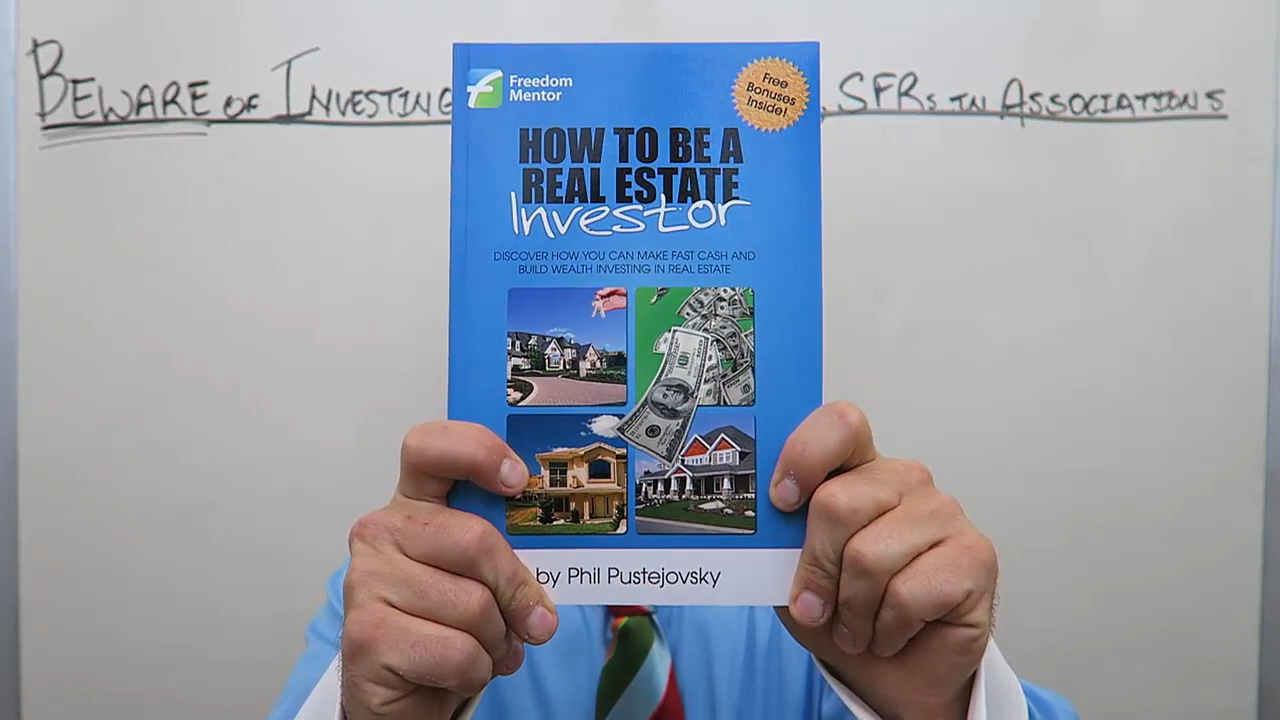 BEWARE OF INVESTING
SFRS IN ASSOCIATIONS
Freedom
Mentor
Free
Bonuses
Inside!
HOW TO BE A
REAL ESTATE
Investor
DISCOVER HOW YOU CAN MAKE FAST CASH AND
BUILD WEALTH INVESTING IN REAL ESTATE
by Phil Pustejovsky